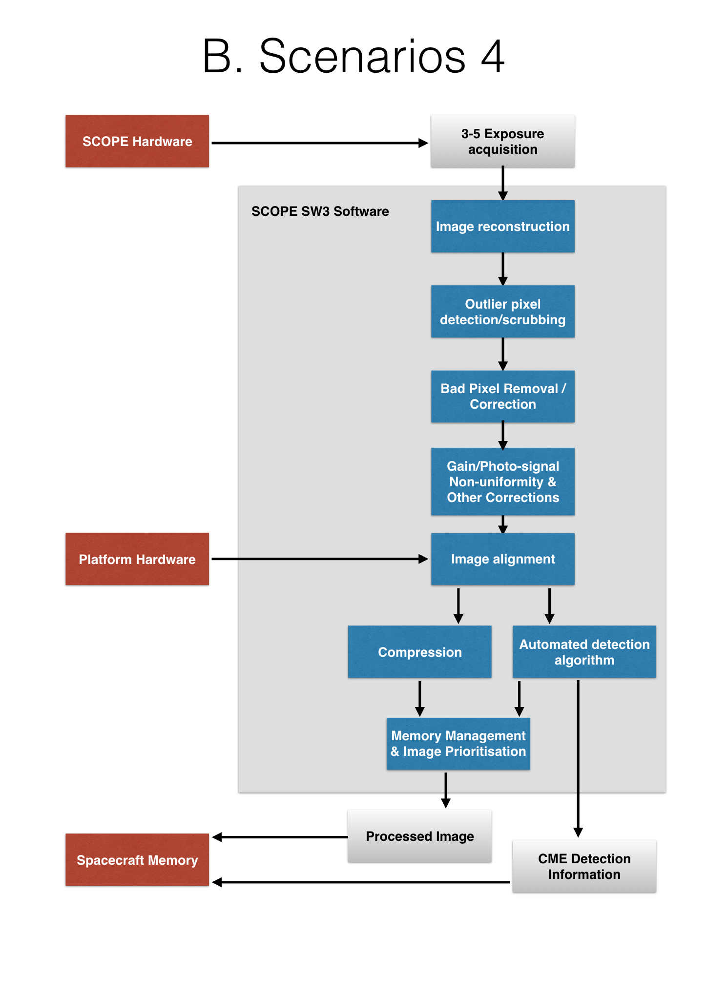 B. Scenarios 4
SCOPE Hardware
3-5 Exposure
acquisition
SCOPE SW3 Software
Image reconstruction
Outlier pixel
detection/scrubbing
Bad Pixel Removal /
Correction
Gain/Photo-signal
Non-uniformity &
Other Corrections
Platform Hardware
Image alignment
Compression
Automated detection
algorithm
Memory Management
& Image Prioritisation
Processed Image
Spacecraft Memory
CME Detection
Information